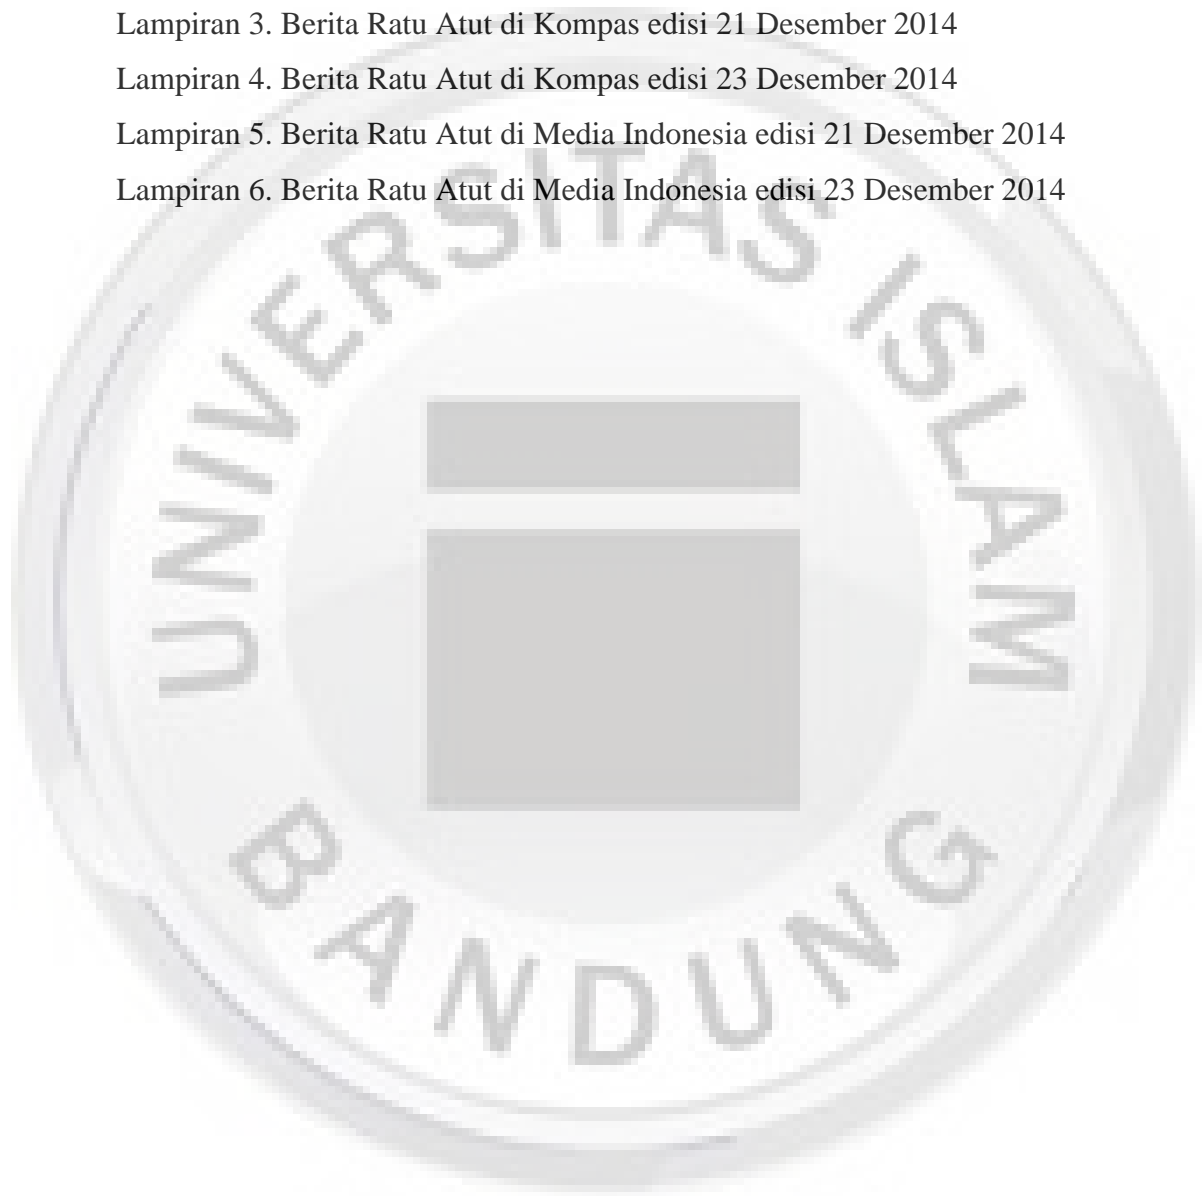 Lampiran 3. Berita Ratu Atut di Kompas edisi 21 Desember 2014
Lampiran 4. Berita Ratu Atut di Kompas edisi 23 Desember 2014
Lampiran 5. Berita Ratu Atut di Media Indonesia edisi 21 Desember 2014
Lampiran 6. Berita Ratu Atut di Media Indonesia edisi 23 Desember 2014
UNIVERSITAS ISLAM
BANDUNG